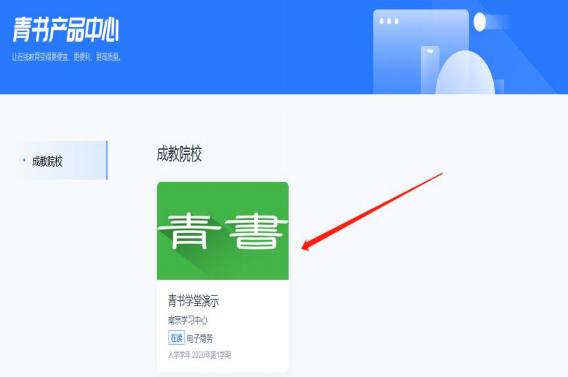 青书产品中心
让在线教育变得更便宜、更便利、更高质量。
成教院校
成教院校
青書
青书学堂演示
南京学习中心
在读 电子商务
入学学年 2020年第1学期